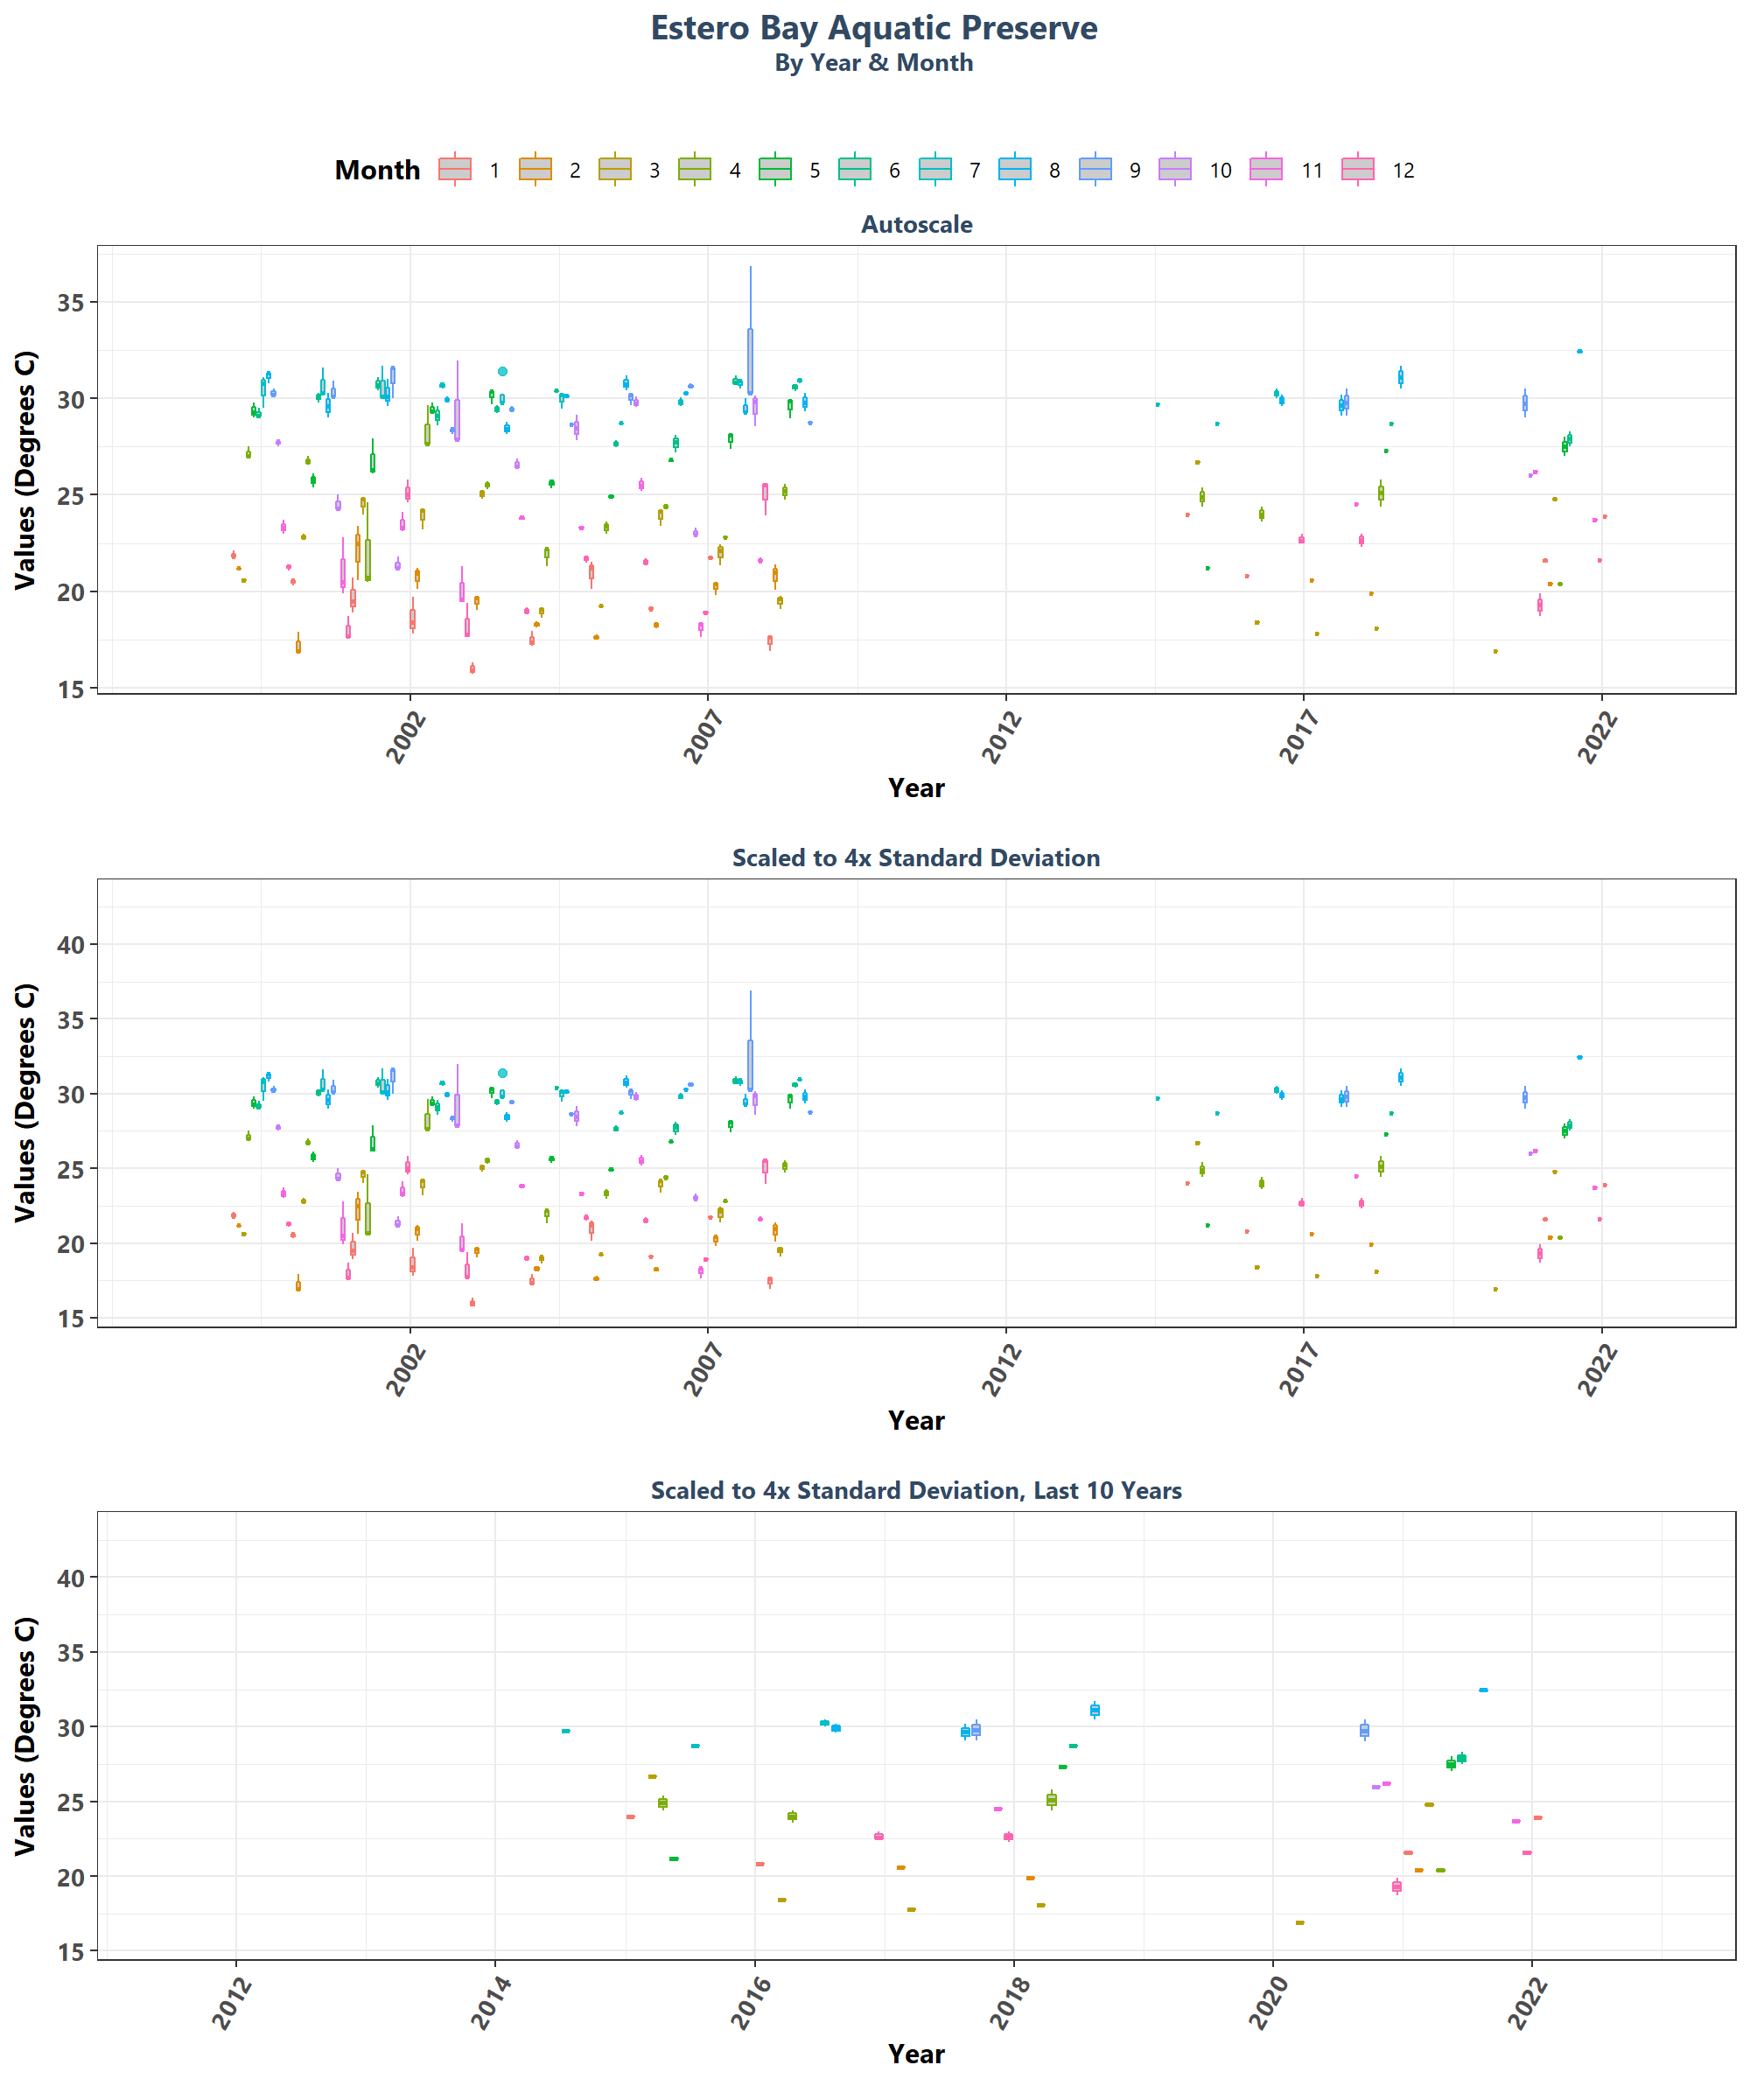 Estero Bay Aquatic Preserve
By Year & Month
Month 1 2 3 4 5 6 7 8 9 10 11 12
Autoscale
Values (Degrees C)
35
30
25
20
15
2002 2007 2012 2017 2022
Year
Scaled to 4x Standard Deviation
Values (Degrees C)
40
35
30
25
20
15
2002 2007 2012 2017 2022
Year
Scaled to 4x Standard Deviation, Last 10 Years
Values (Degrees C)
40
35
30
25
20
15
2012 2014 2016 2018 2020 2022
Year